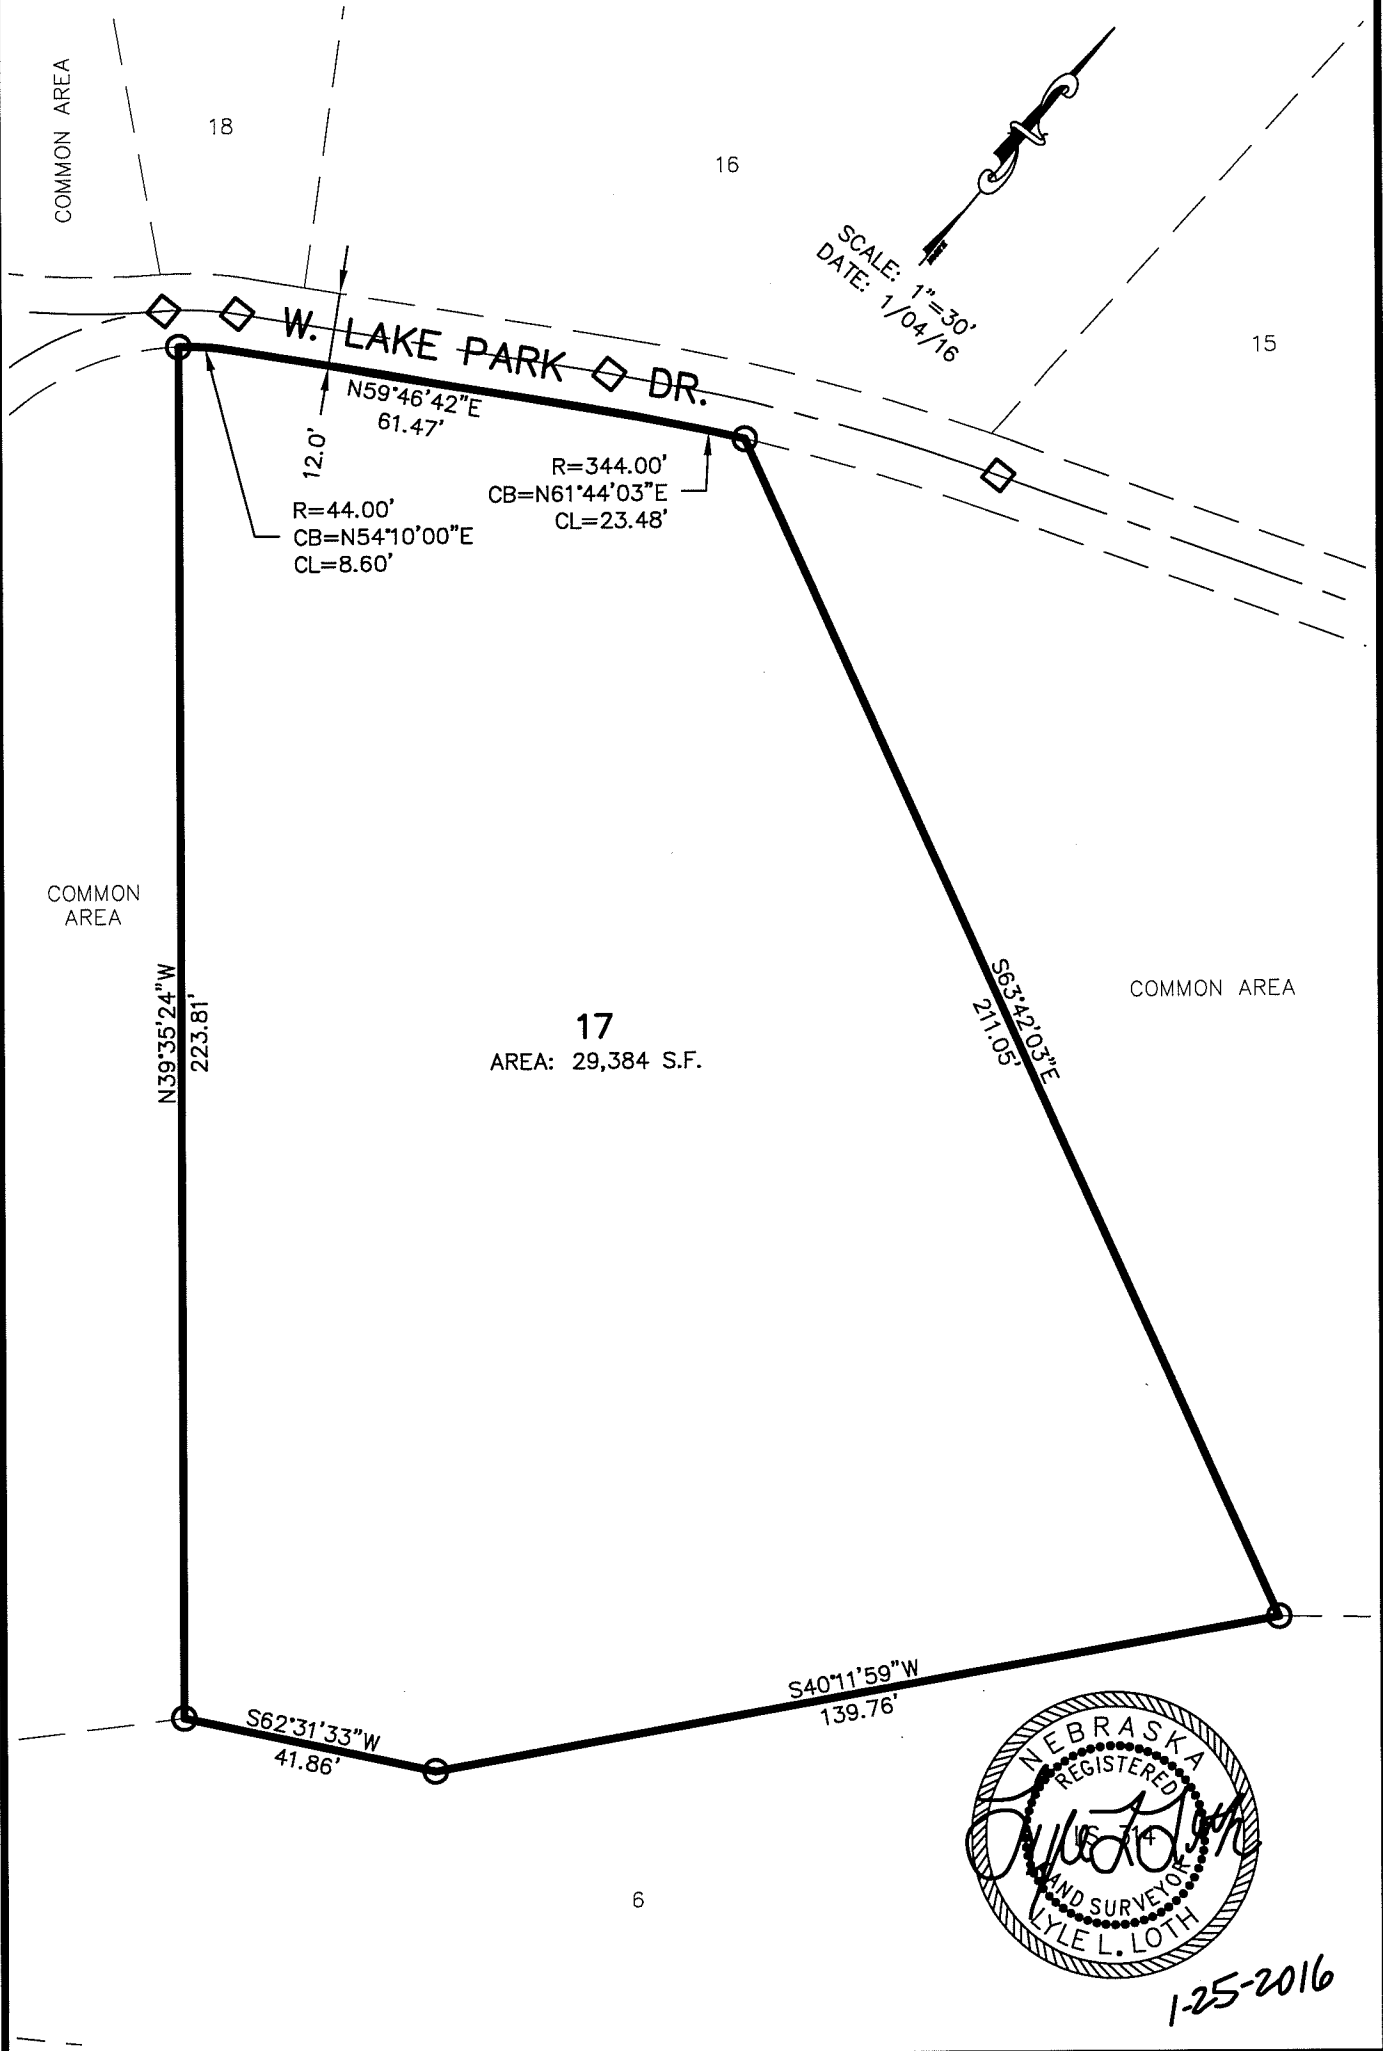 COMMON AREA
18
16
SCALE: 1"=30'
DATE: 1/04/16
15
W. LAKE PARK DR.
N59°46'42"E
61.47'
12.0'
R=344.00'
CB=N61°44'03"E
CL=23.48'
R=44.00'
CB=N54°10'00"E
CL=8.60'
COMMON
AREA
N39°35'24"W
223.81'
17
AREA: 29,384 S.F.
S63°42'03"E
211.05'
COMMON AREA
S40°11'59"W
139.76'
S62°31'33"W
41.86'
NEBRASKA
REGISTERED
LS 314
LAND SURVEYOR
LYLE L. LOTH
Lyle L Loth
6
1-25-2016